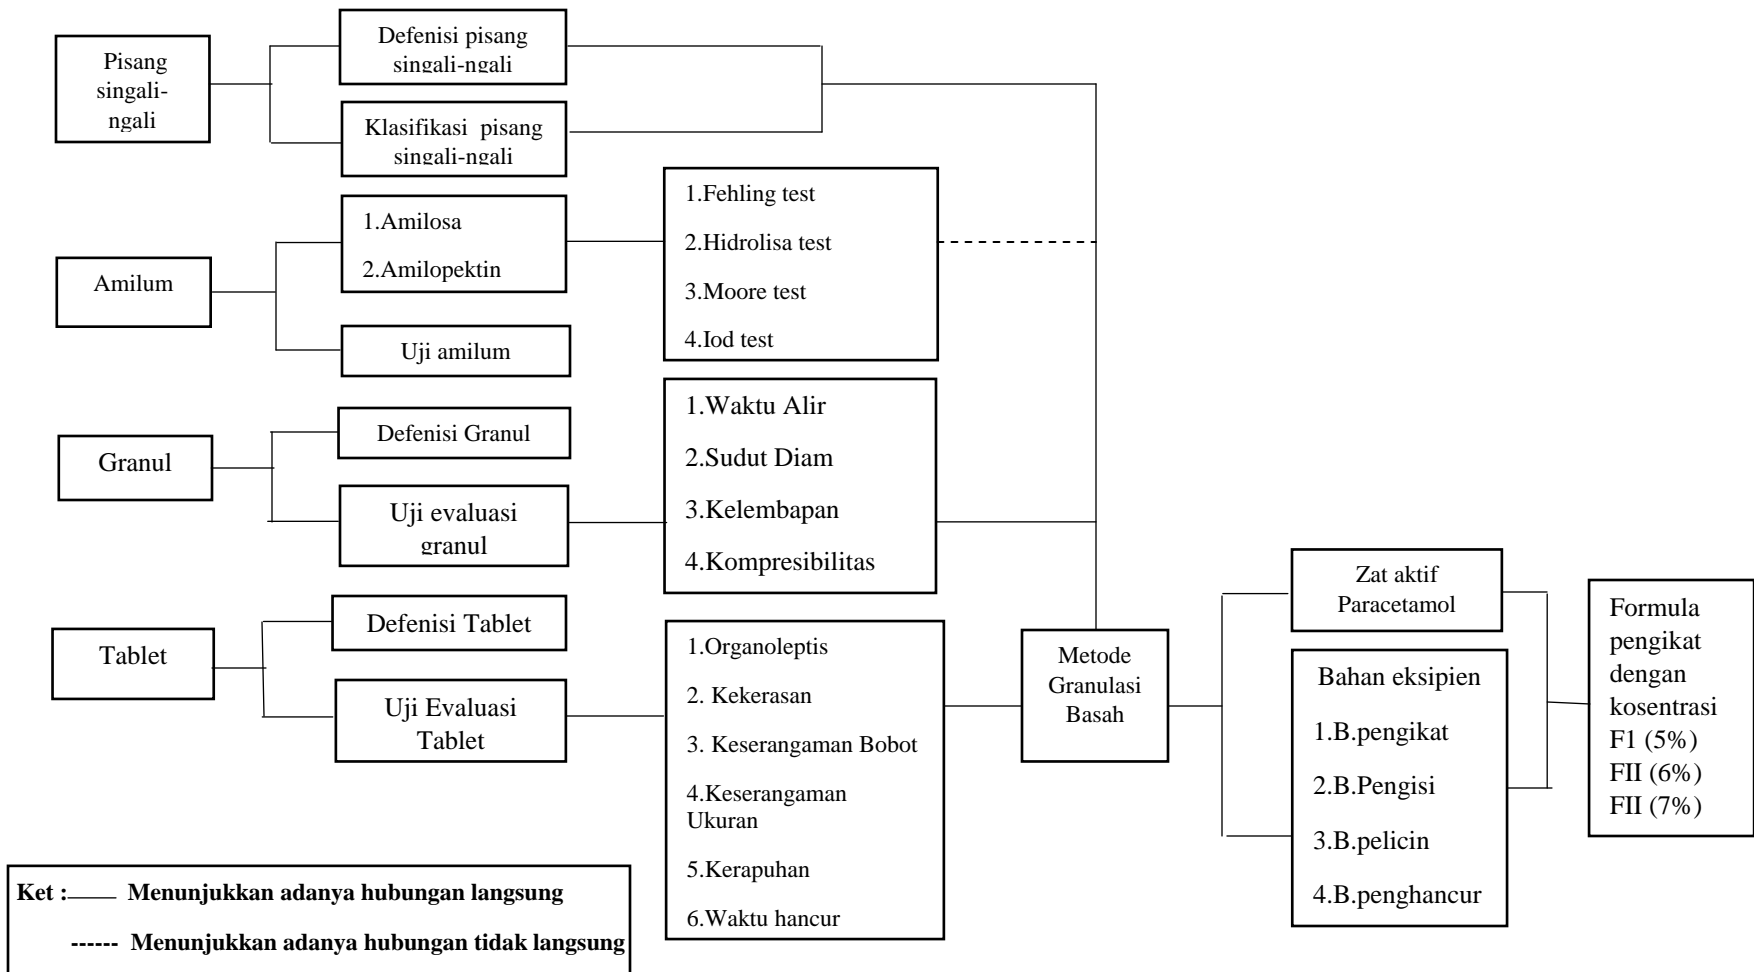 Pisang
singali-
ngali
Defenisi pisang
singali-ngali
Klasifikasi pisang
singali-ngali
Amilum
1.Amilosa
2.Amilopektin
Uji amilum
1.Fehling test
2.Hidrolisa test
3.Moore test
4.Iod test
Granul
Defenisi Granul
Uji evaluasi
granul
1.Waktu Alir
2.Sudut Diam
3.Kelembapan
4.Kompresibilitas
Tablet
Defenisi Tablet
Uji Evaluasi
Tablet
1.Organoleptis
2. Kekerasan
3. Keserangaman Bobot
4.Keserangaman
Ukuran
5.Kerapuhan
6.Waktu hancur
Metode
Granulasi
Basah
Zat aktif
Paracetamol
Bahan eksipien
1.B.pengikat
2.B.Pengisi
3.B.pelicin
4.B.penghancur
Formula
pengikat
dengan
kosentrasi
F1 (5%)
FII (6%)
FII (7%)
Ket : Menunjukkan adanya hubungan langsung
------ Menunjukkan adanya hubungan tidak langsung